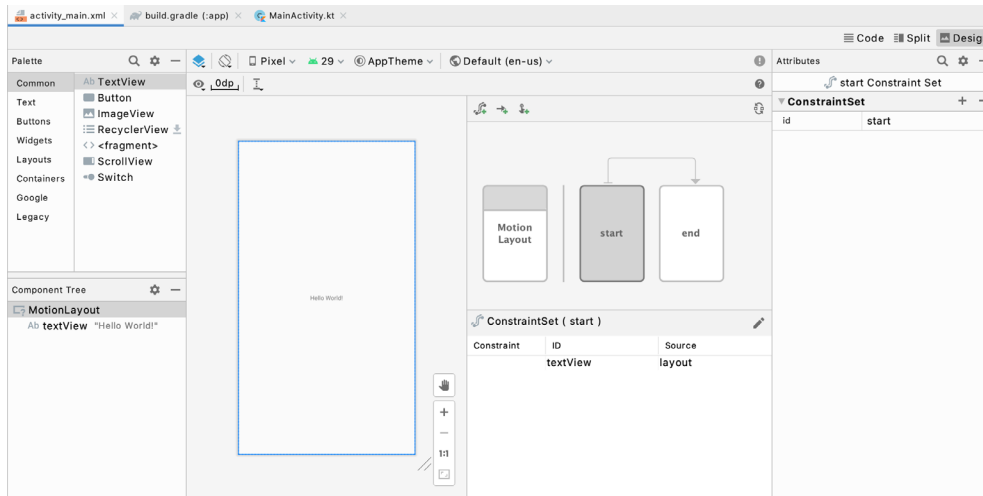 activity_main.xml
build.gradle (:app)
MainActivity.kt
Code
Split
Desig
Palette
Pixel
29
AppTheme
Default (en-us)
Attributes
Common
Text
Buttons
Widgets
Layouts
Containers
Google
Legacy
Ab TextView
Button
ImageView
RecyclerView
<fragment>
ScrollView
Switch
0dp
start Constraint Set
ConstraintSet
id start
Motion
Layout
start
end
Hello World!
Component Tree
MotionLayout
Ab textView "Hello World!"
ConstraintSet ( start )
Constraint ID Source
textView layout
1:1